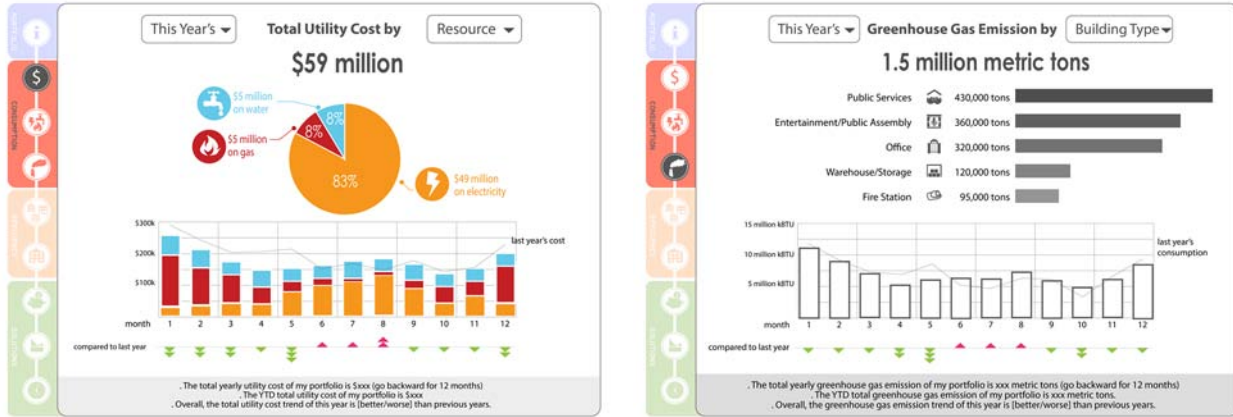 This Year's
Total Utility Cost by
Resource
$59 million
$5 million
on water
8%
$5 million
on gas
8%
83%
$49 million
on electricity
$300k
$200k
$100k
last year's cost
month 1 2 3 4 5 6 7 8 9 10 11 12
compared to last year
. The total yearly utility cost of my portfolio is $xxx (go backward for 12 months)
. The YTD total utility cost of my portfolio is $xxx
. Overall, the total utility cost trend of this year is [better/worse] than previous years.
CONSUMPTION
This Year's
Greenhouse Gas Emission by
Building Type
1.5 million metric tons
Public Services 430,000 tons
Entertainment/Public Assembly 360,000 tons
Office 320,000 tons
Warehouse/Storage 120,000 tons
Fire Station 95,000 tons
15 million kBTU
10 million kBTU
5 million kBTU
last year's
consumption
month 1 2 3 4 5 6 7 8 9 10 11 12
compared to last year
. The total yearly greenhouse gas emission of my portfolio is xxx metric tons (go backward for 12 months)
. The YTD total greenhouse gas emission of my portfolio is xxx metric tons.
. Overall, the greenhouse gas emission trend of this year is [better/worse] than previous years.
CONSUMPTION